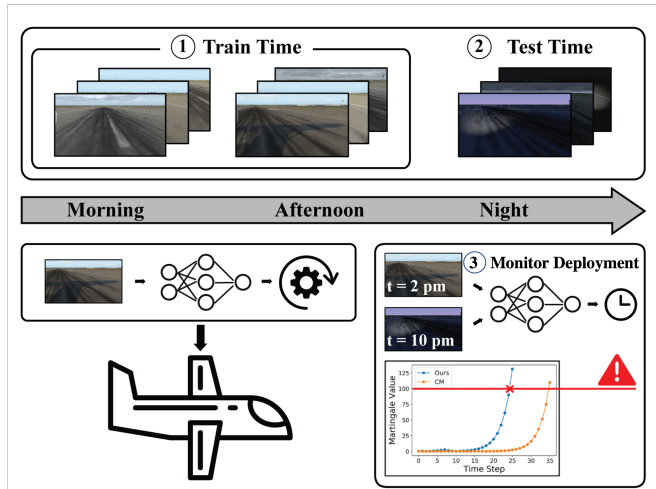 1 Train Time
2 Test Time
Morning
Afternoon
Night
3 Monitor Deployment
t = 2 pm
t = 10 pm
Ours
CM
Martingale Value
125
100
75
50
25
0
0 5 10 15 20 25 30 35
Time Step